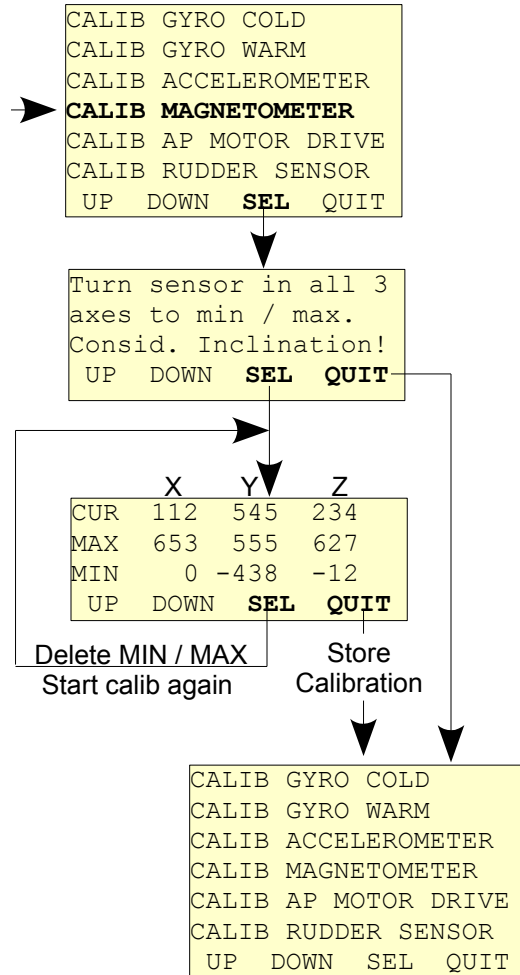 CALIB GYRO COLD
CALIB GYRO WARM
CALIB ACCELEROMETER
CALIB MAGNETOMETER
CALIB AP MOTOR DRIVE
CALIB RUDDER SENSOR
UP DOWN SEL QUIT
Turn sensor in all 3
axes to min / max.
Consid. Inclination!
UP DOWN SEL QUIT
X Y Z
CUR 112 545 234
MAX 653 555 627
MIN 0 -438 -12
UP DOWN SEL QUIT
Delete MIN / MAX
Start calib again
Store
Calibration
CALIB GYRO COLD
CALIB GYRO WARM
CALIB ACCELEROMETER
CALIB MAGNETOMETER
CALIB AP MOTOR DRIVE
CALIB RUDDER SENSOR
UP DOWN SEL QUIT